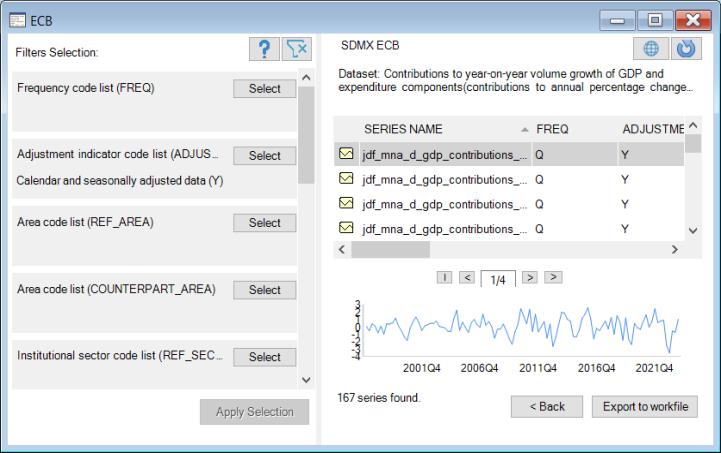 ECB
Filters Selection:
?
Frequency code list (FREQ)
Select
Adjustment indicator code list (ADJUS...
Select
Calendar and seasonally adjusted data (Y)
Area code list (REF_AREA)
Select
Area code list (COUNTERPART_AREA)
Select
Institutional sector code list (REF_SEC...
Select
Apply Selection
SDMX ECB
Dataset: Contributions to year-on-year volume growth of GDP and
expenditure components(contributions to annual percentage change...
SERIES NAME FREQ ADJUSTME
jdf_mna_d_gdp_contributions_... Q Y
jdf_mna_d_gdp_contributions_... Q Y
jdf_mna_d_gdp_contributions_... Q Y
jdf_mna_d_gdp_contributions_... Q Y
I < 1/4 > >
3
2
1
0
-1
-2
-3
-4
2001Q4 2006Q4 2011Q4 2016Q4 2021Q4
167 series found.
< Back
Export to workfile